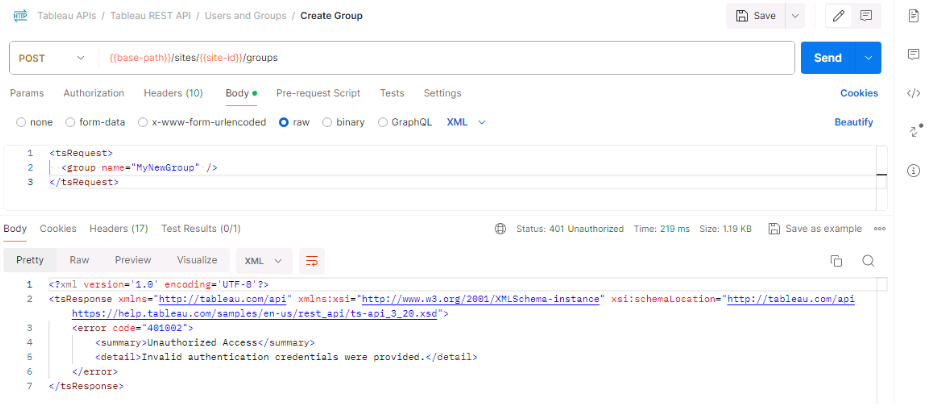 HTTP Tableau APIs / Tableau REST API / Users and Groups / Create Group Save
POST {{base-path}}/sites/{{site-id}}/groups Send
Params Authorization Headers (10) Body Pre-request Script Tests Settings Cookies
none form-data x-www-form-urlencoded raw binary GraphQL XML Beautify
1 <tsRequest>
2 <group name="MyNewGroup" />
3 </tsRequest>
Body Cookies Headers (17) Test Results (0/1) Status: 401 Unauthorized Time: 219 ms Size: 1.19 KB Save as example
Pretty Raw Preview Visualize XML
1 <?xml version='1.0' encoding='UTF-8'?>
2 <tsResponse xmlns="http://tableau.com/api" xmlns:xsi="http://www.w3.org/2001/XMLSchema-instance" xsi:schemaLocation="http://tableau.com/api
https://help.tableau.com/samples/en-us/rest_api/ts-api_3_20.xsd">
3 <error code="401002">
4 <summary>Unauthorized Access</summary>
5 <detail>Invalid authentication credentials were provided.</detail>
6 </error>
7 </tsResponse>